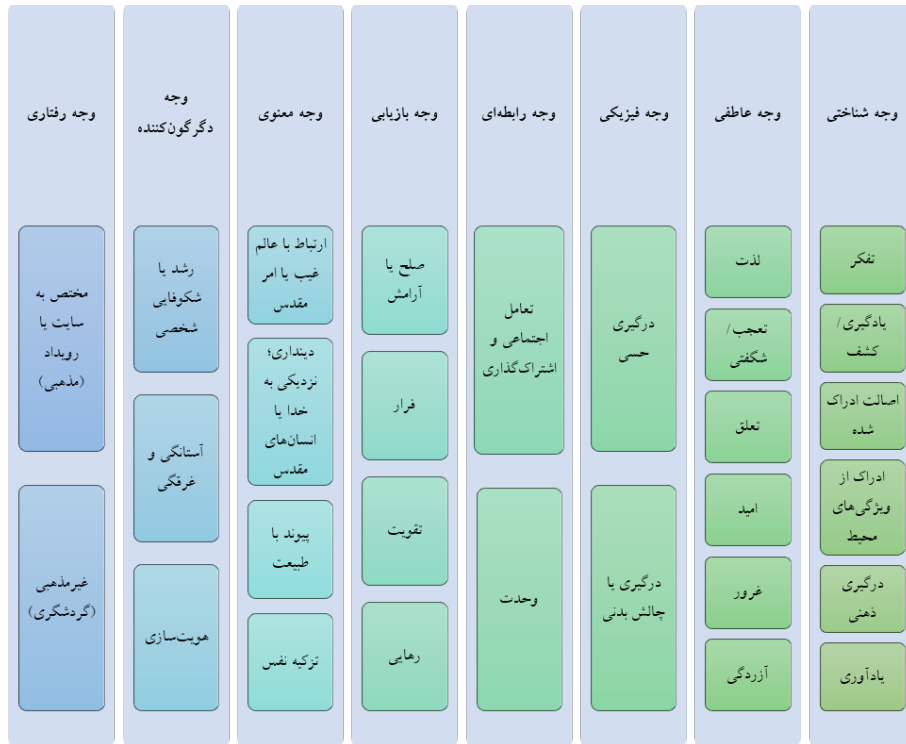 وجه شناختی
تفکر
یادگیری/
کشف
اصالت ادراک
شده
ادراک از
ویژگی‌های
محیط
درگیری
ذهنی
یادآوری
وجه عاطفی
لذت
تعجب/
شگفتی
تعلق
امید
غرور
آزردگی
وجه فیزیکی
درگیری
حسی
درگیری یا
چالش بدنی
وجه رابطه‌ای
تعامل
اجتماعی و
اشتراک‌گذاری
وحدت
وجه بازیابی
صلح یا
آرامش
فرار
تقویت
رهایی
وجه معنوی
ارتباط با عالم
غیب یا امر
مقدس
دینداری؛
نزدیکی به
خدا یا
انسان‌های
مقدس
پیوند با
طبیعت
تزکیه نفس
وجه
دگرگون‌کننده
رشد یا
شکوفایی
شخصی
آستانگی و
غرقگی
هویت‌سازی
وجه رفتاری
مختص به
سایت یا
رویداد
(مذهبی)
غیرمذهبی
(گردشگری)